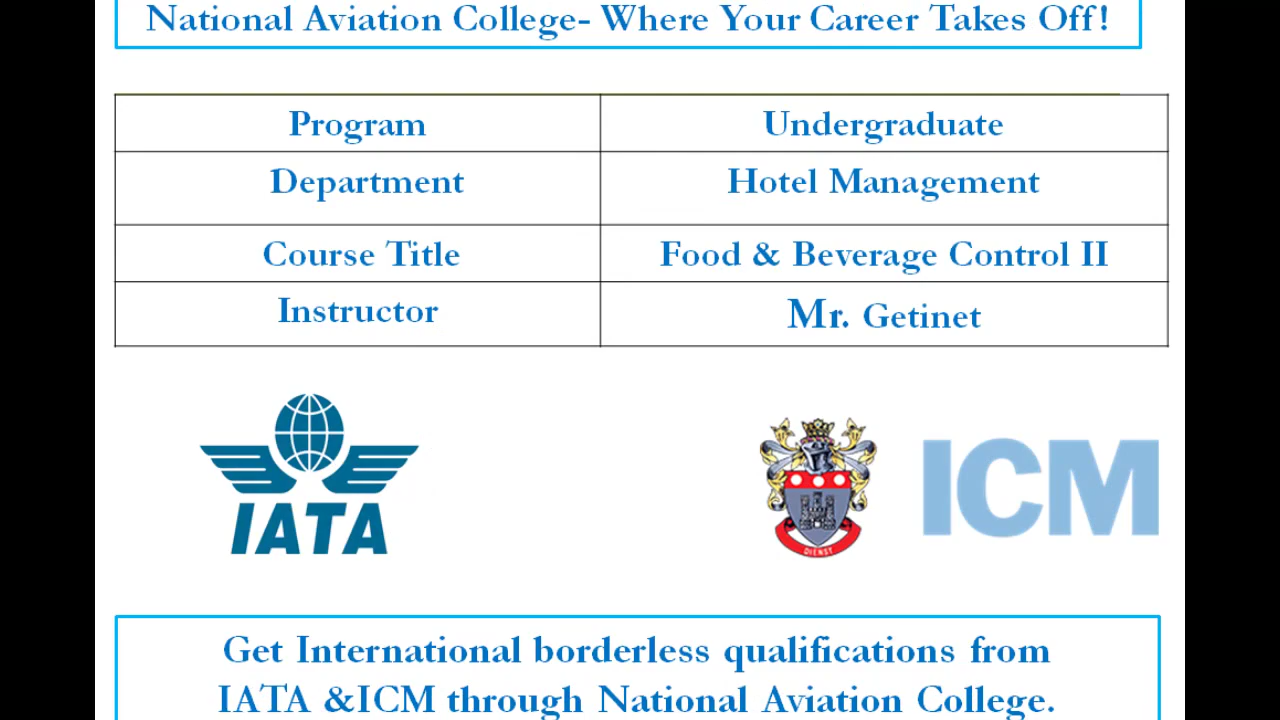 National Aviation College- Where Your Career Takes Off!
Program Undergraduate
Department Hotel Management
Course Title Food & Beverage Control II
Instructor Mr. Getinet
IATA
DIENST
ICM
Get International borderless qualifications from
IATA &ICM through National Aviation College.